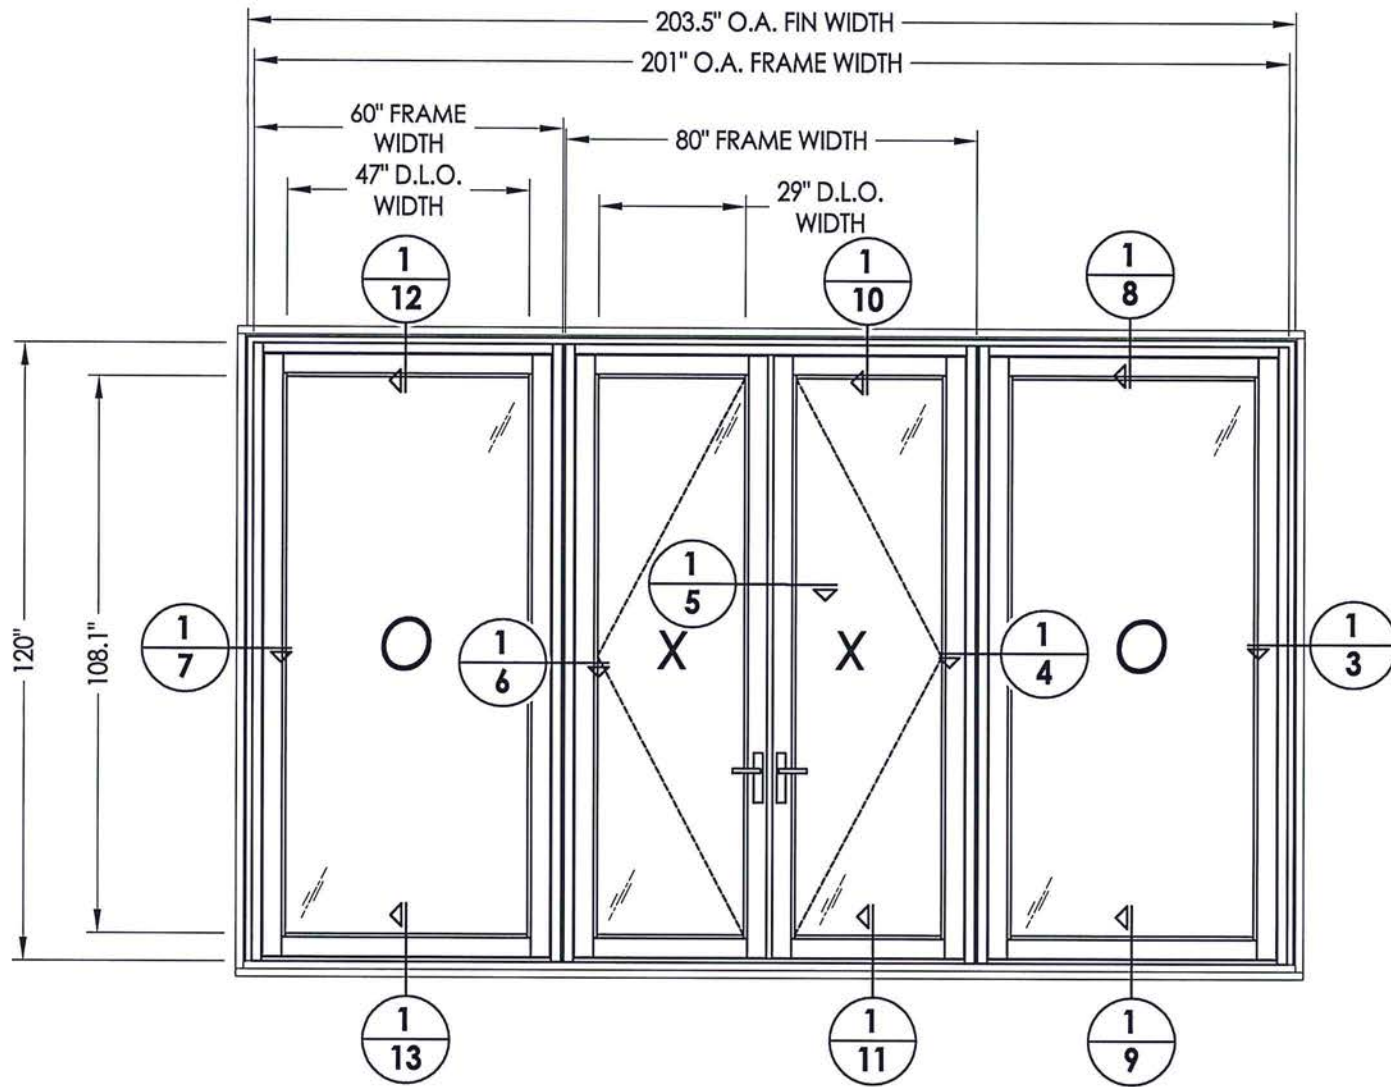 203.5" O.A. FIN WIDTH
201" O.A. FRAME WIDTH
60" FRAME
WIDTH
80" FRAME WIDTH
47" D.L.O.
WIDTH
29" D.L.O.
WIDTH
1
12
1
10
1
8
120"
108.1"
1
7
O
1
6
X
1
5
X
1
4
O
1
3
1
13
1
11
1
9